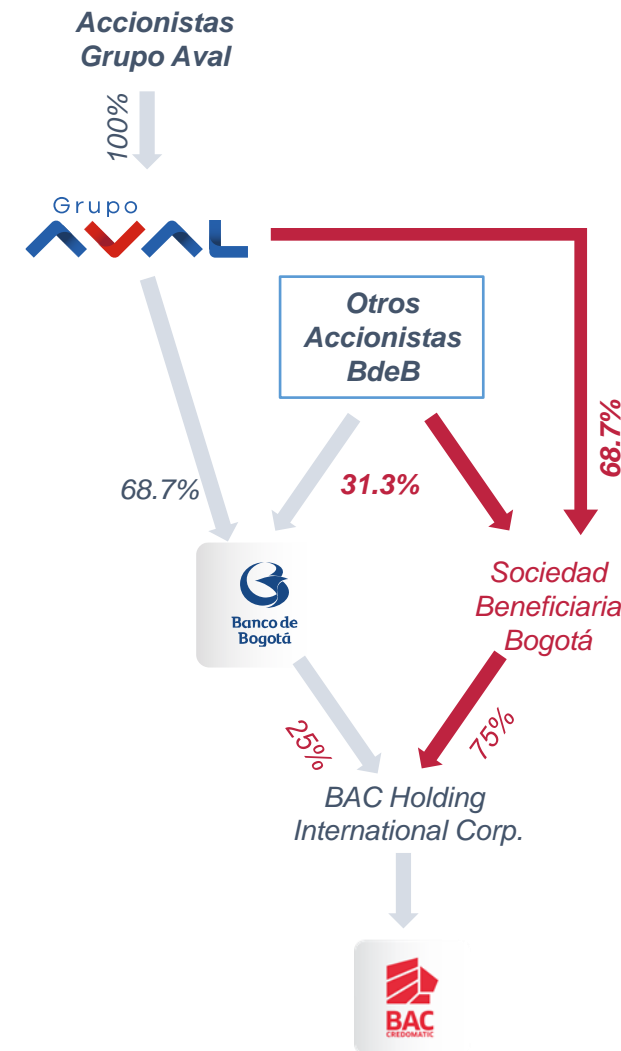 Accionistas
Grupo Aval
100%
Grupo
AVAL
Otros
Accionistas
BdeB
68.7%
31.3%
68.7%
Banco de
Bogotá
Sociedad
Beneficiaria
Bogotá
25%
75%
BAC Holding
International Corp.
BAC
CREDOMATIC